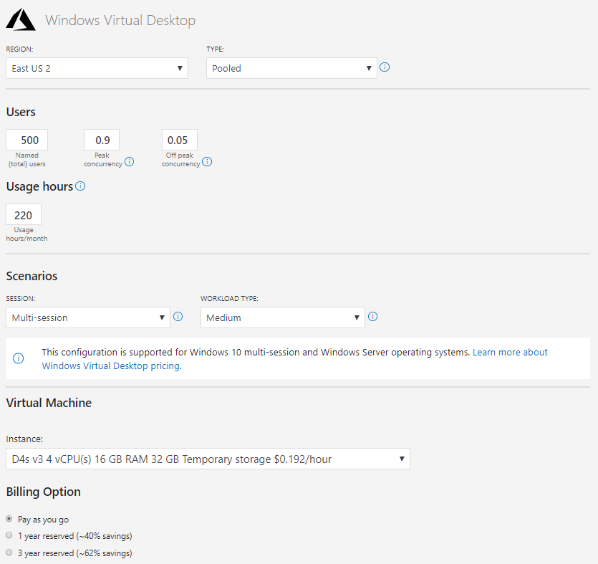 Windows Virtual Desktop
REGION: TYPE:
East US 2 Pooled
Users
500 0.9 0.05
Named Peak Off peak
(total) users concurrency concurrency
Usage hours
220
Usage
hours/month
Scenarios
SESSION: WORKLOAD TYPE:
Multi-session Medium
This configuration is supported for Windows 10 multi-session and Windows Server operating systems. Learn more about
Windows Virtual Desktop pricing.
Virtual Machine
Instance:
D4s v3 4 vCPU(s) 16 GB RAM 32 GB Temporary storage $0.192/hour
Billing Option
Pay as you go
1 year reserved (~40% savings)
3 year reserved (~62% savings)